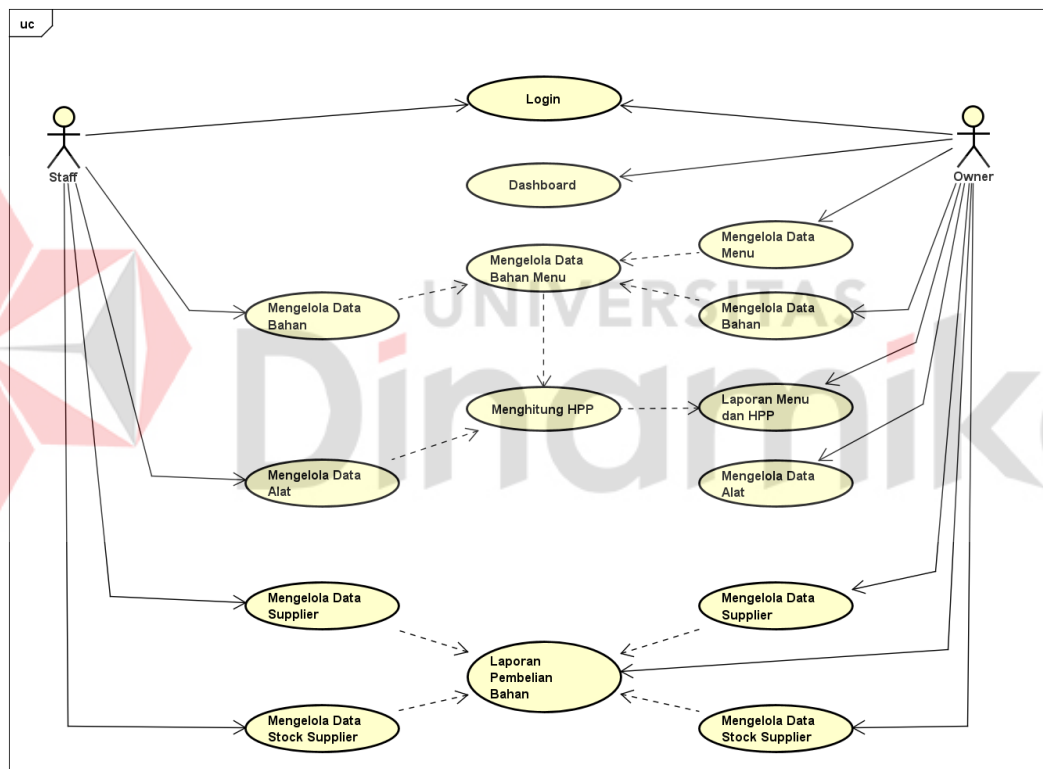 uc
Login
Staff
Owner
Dashboard
Mengelola Data
Menu
Mengelola Data
Bahan Menu
Mengelola Data
Bahan
Mengelola Data
Bahan
UNIVERSITAS
Dinamika
Menghitung HPP
Laporan Menu
dan HPP
Mengelola Data
Alat
Mengelola Data
Alat
Mengelola Data
Supplier
Mengelola Data
Supplier
Laporan
Pembelian
Bahan
Mengelola Data
Stock Supplier
Mengelola Data
Stock Supplier